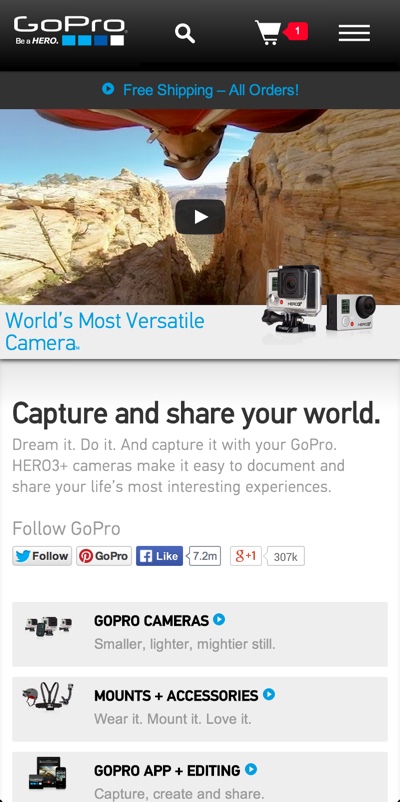 GoPro
Be a HERO.
1
Free Shipping – All Orders!
HERO3+
World's Most Versatile
Camera™
Capture and share your world.
Dream it. Do it. And capture it with your GoPro.
HERO3+ cameras make it easy to document and
share your life's most interesting experiences.
Follow GoPro
Follow GoPro Like 7.2m g+1 307k
GOPRO CAMERAS
Smaller, lighter, mightier still.
MOUNTS + ACCESSORIES
Wear it. Mount it. Love it.
GOPRO APP + EDITING
Capture, create and share.